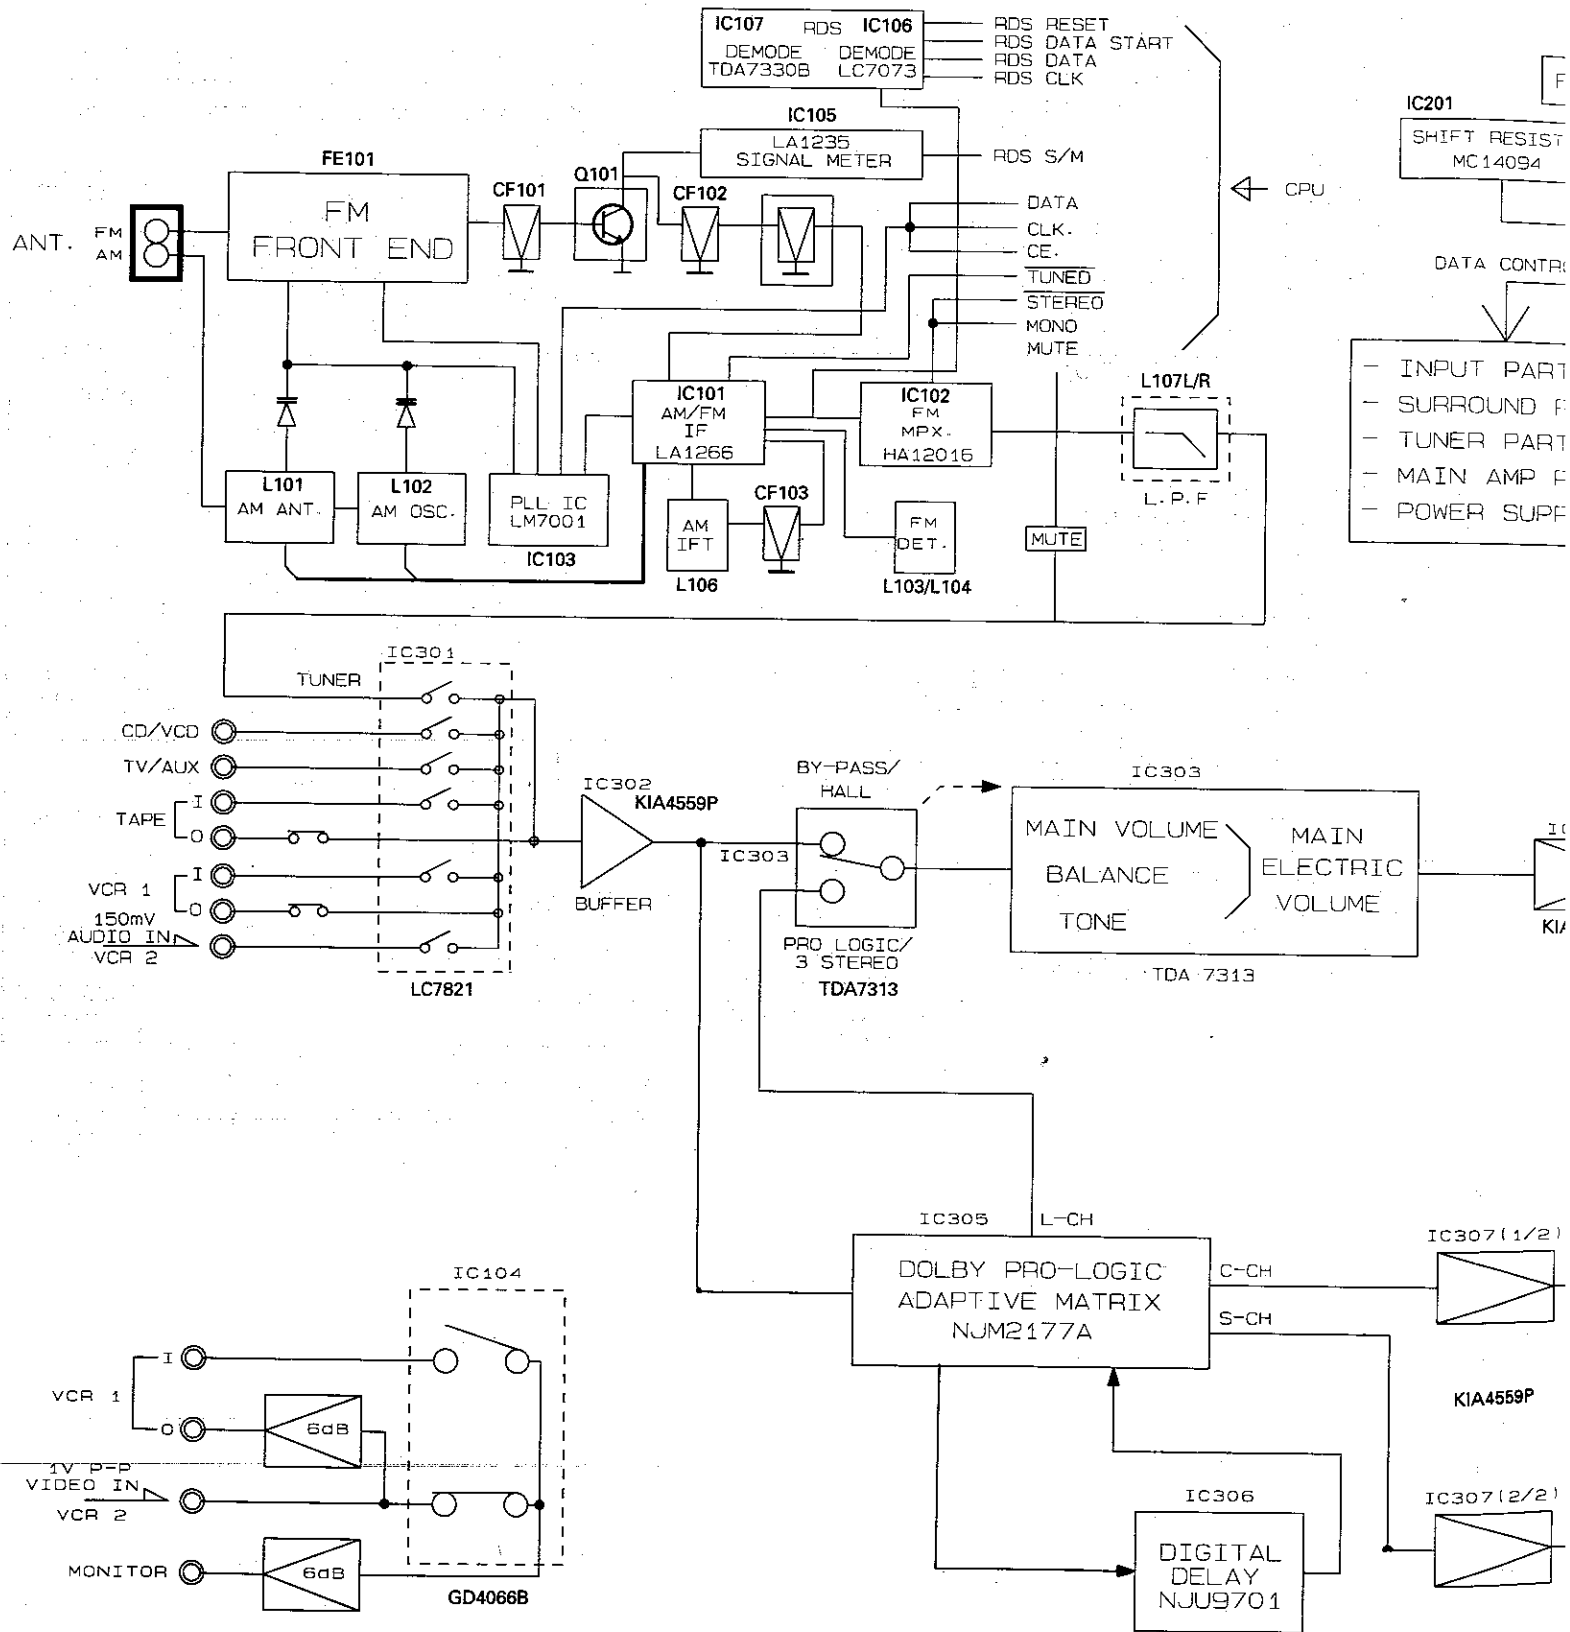 IC107 RDS IC106
DEMODE DEMODE
TDA7330B LC7073
RDS RESET
RDS DATA START
RDS DATA
RDS CLK
IC105
LA1235
SIGNAL METER
RDS S/M
IC201
SHIFT RESIST
MC14094
CPU
FE101
FM
FRONT END
CF101
Q101
CF102
ANT.
FM
AM
DATA
CLK.
CE.
TUNED
STEREO
MONO
MUTE
DATA CONTR
- INPUT PART
- SURROUND
- TUNER PART
- MAIN AMP
- POWER SUPP
L101
AM ANT.
L102
AM OSC.
PLL IC
LM7001
IC103
IC101
AM/FM
IF
LA1266
IC102
FM
MPX.
HA12016
L107L/R
L.P.F
AM
IFT
L106
CF103
FM
DET.
L103/L104
MUTE
IC301
TUNER
CD/VCD
TV/AUX
TAPE
I
O
VCR 1
I
O
150mV
AUDIO IN
VCR 2
LC7821
IC302
KIA4559P
BUFFER
BY-PASS/
HALL
IC303
PRO LOGIC/
3 STEREO
TDA7313
IC303
MAIN VOLUME
BALANCE
TONE
MAIN
ELECTRIC
VOLUME
TDA 7313
IC
KIA
IC305
L-CH
DOLBY PRO-LOGIC
ADAPTIVE MATRIX
NJM2177A
C-CH
S-CH
IC307(1/2)
KIA4559P
IC307(2/2)
IC306
DIGITAL
DELAY
NJU9701
IC104
VCR 1
I
O
6dB
1V P-P
VIDEO IN
VCR 2
MONITOR
6dB
GD4066B